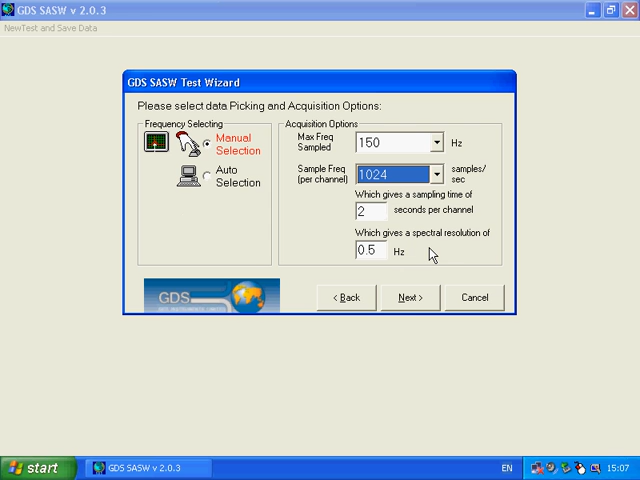 GDS SASW v 2.0.3
NewTest and Save Data
GDS SASW Test Wizard
Please select data Picking and Acquisition Options:
Frequency Selecting
Manual
Selection
Auto
Selection
Acquisition Options
Max Freq
Sampled
150
Hz
Sample Freq
(per channel)
1024
samples/
sec
Which gives a sampling time of
2
seconds per channel
Which gives a spectral resolution of
0.5
Hz
GDS
< Back
Next >
Cancel
start
GDS SASW v 2.0.3
EN
15:07